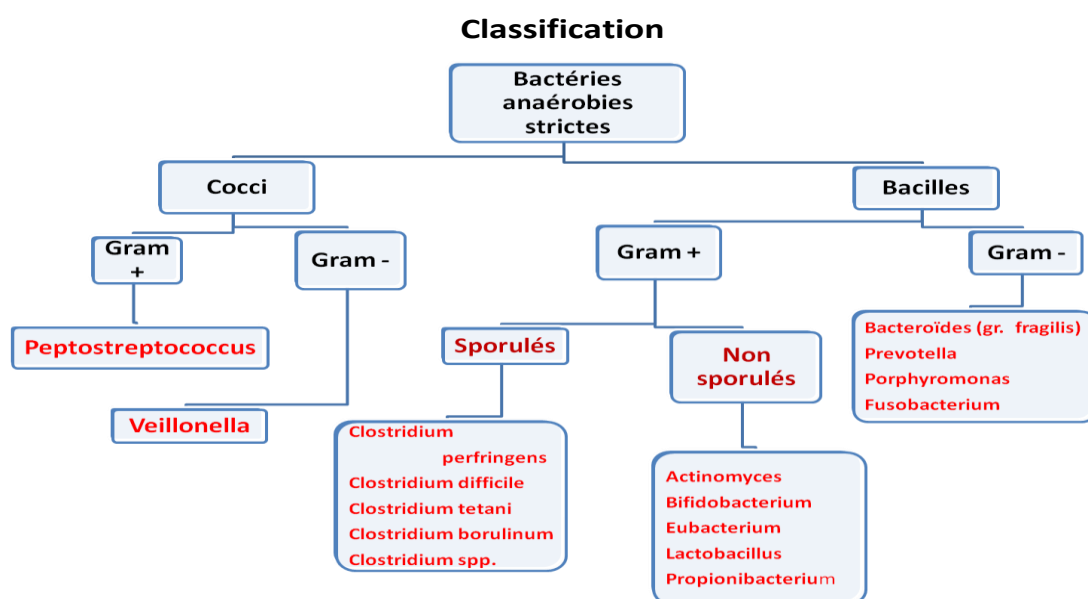 Classification
Bactéries
anaérobies
strictes
Cocci
Bacilles
Gram
+
Gram -
Gram +
Gram -
Peptostreptococcus
Veillonella
Sporulés
Non
sporulés
Bacteroïdes (gr. fragilis)
Prevotella
Porphyromonas
Fusobacterium
Clostridium
perfringens
Clostridium difficile
Clostridium tetani
Clostridium borulinum
Clostridium spp.
Actinomyces
Bifidobacterium
Eubacterium
Lactobacillus
Propionibacterium